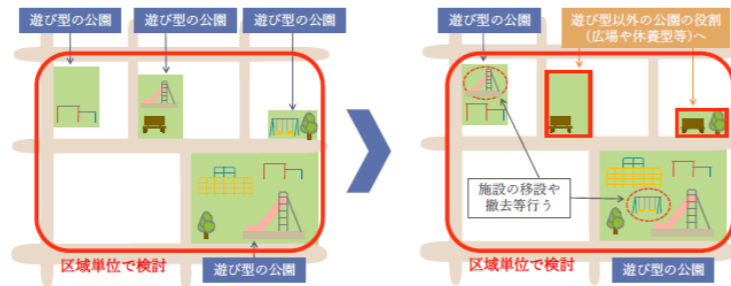 遊び型の公園
遊び型の公園
遊び型の公園
区域単位で検討
遊び型の公園
遊び型の公園
遊び型以外の公園の役割
(広場や休養型等)へ
施設の移設や
撤去等行う
区域単位で検討
遊び型の公園